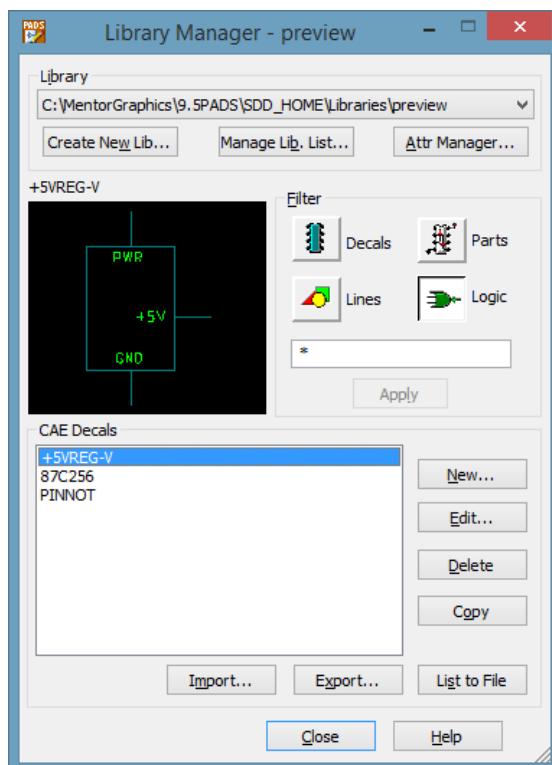 PADS
Library Manager - preview
Library
C:\MentorGraphics\9.5PADS\SDD_HOME\Libraries\preview
Create New Lib... Manage Lib. List... Attr Manager...
+5VREG-V
PWR
+5V
GND
Filter
Decals Parts
Lines Logic
*
Apply
CAE Decals
+5VREG-V
87C256
PINNOT
New...
Edit...
Delete
Copy
Import... Export... List to File
Close Help